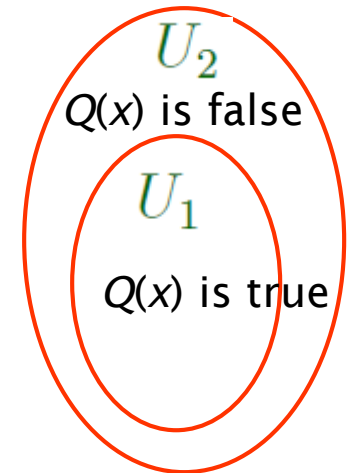 U₂
Q(x) is false
U₁
Q(x) is true